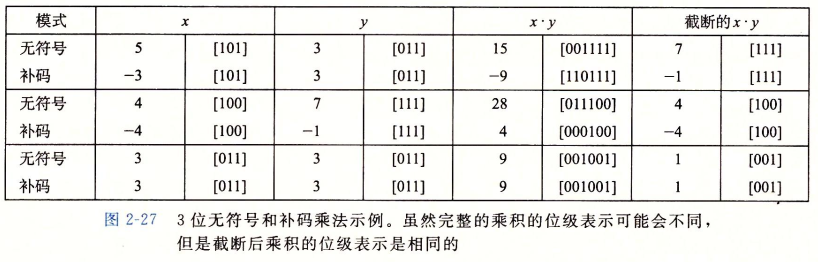 模式 x y x·y 截断的x·y
无符号 5 [101] 3 [011] 15 [001111] 7 [111]
补码 −3 [101] 3 [011] −9 [110111] −1 [111]
无符号 4 [100] 7 [111] 28 [011100] 4 [100]
补码 −4 [100] −1 [111] 4 [000100] −4 [100]
无符号 3 [011] 3 [011] 9 [001001] 1 [001]
补码 3 [011] 3 [011] 9 [001001] 1 [001]
图 2-27 3 位无符号和补码乘法示例。虽然完整的乘积的位级表示可能会不同，
但是截断后乘积的位级表示是相同的